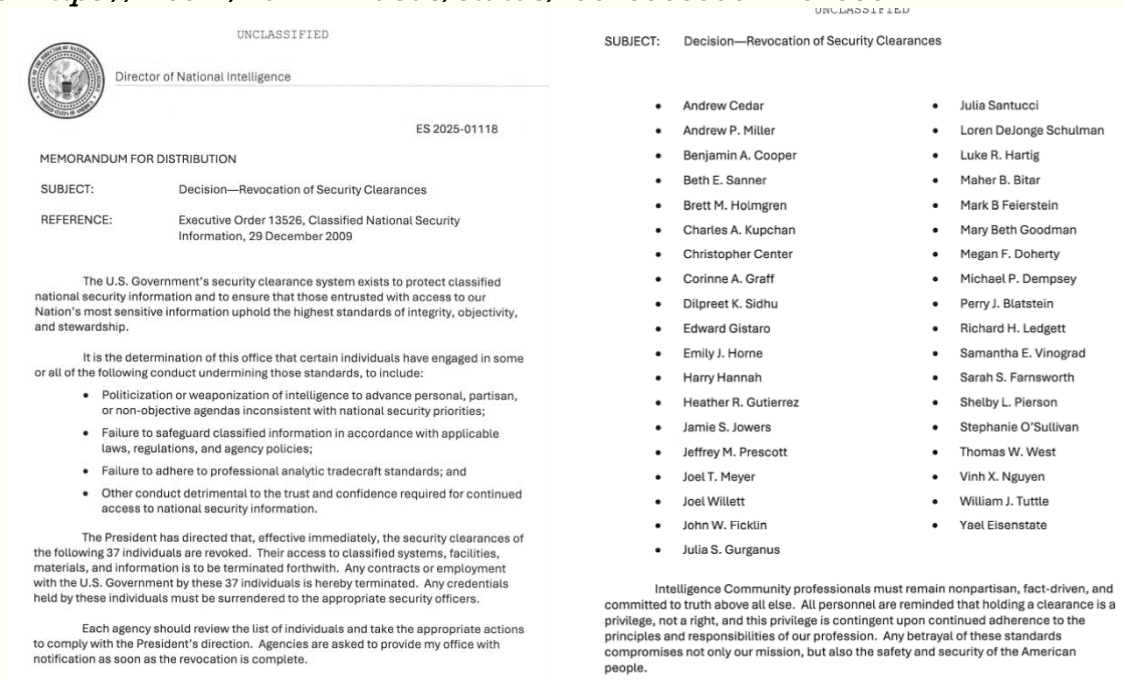 UNCLASSIFIED
Director of National Intelligence
ES 2025-01118
MEMORANDUM FOR DISTRIBUTION
SUBJECT: Decision—Revocation of Security Clearances
REFERENCE: Executive Order 13526, Classified National Security
Information, 29 December 2009
The U.S. Government's security clearance system exists to protect classified
national security information and to ensure that those entrusted with access to our
Nation's most sensitive information uphold the highest standards of integrity, objectivity,
and stewardship.
It is the determination of this office that certain individuals have engaged in some
or all of the following conduct undermining those standards, to include:
• Politicization or weaponization of intelligence to advance personal, partisan,
or non-objective agendas inconsistent with national security priorities;
• Failure to safeguard classified information in accordance with applicable
laws, regulations, and agency policies;
• Failure to adhere to professional analytic tradecraft standards; and
• Other conduct detrimental to the trust and confidence required for continued
access to national security information.
The President has directed that, effective immediately, the security clearances of
the following 37 individuals are revoked. Their access to classified systems, facilities,
materials, and information is to be terminated forthwith. Any contracts or employment
with the U.S. Government by these 37 individuals is hereby terminated. Any credentials
held by these individuals must be surrendered to the appropriate security officers.
Each agency should review the list of individuals and take the appropriate actions
to comply with the President's direction. Agencies are asked to provide my office with
notification as soon as the revocation is complete.
UNCLASSIFIED
SUBJECT: Decision—Revocation of Security Clearances
• Andrew Cedar
• Andrew P. Miller
• Benjamin A. Cooper
• Beth E. Sanner
• Brett M. Holmgren
• Charles A. Kupchan
• Christopher Center
• Corinne A. Graff
• Dilpreet K. Sidhu
• Edward Gistaro
• Emily J. Horne
• Harry Hannah
• Heather R. Gutierrez
• Jamie S. Jowers
• Jeffrey M. Prescott
• Joel T. Meyer
• Joel Willett
• John W. Ficklin
• Julia S. Gurganus
• Julia Santucci
• Loren DeJonge Schulman
• Luke R. Hartig
• Maher B. Bitar
• Mark B Feierstein
• Mary Beth Goodman
• Megan F. Doherty
• Michael P. Dempsey
• Perry J. Blatstein
• Richard H. Ledgett
• Samantha E. Vinograd
• Sarah S. Farnsworth
• Shelby L. Pierson
• Stephanie O'Sullivan
• Thomas W. West
• Vinh X. Nguyen
• William J. Tuttle
• Yael Eisenstate
Intelligence Community professionals must remain nonpartisan, fact-driven, and
committed to truth above all else. All personnel are reminded that holding a clearance is a
privilege, not a right, and this privilege is contingent upon continued adherence to the
principles and responsibilities of our profession. Any betrayal of these standards
compromises not only our mission, but also the safety and security of the American
people.